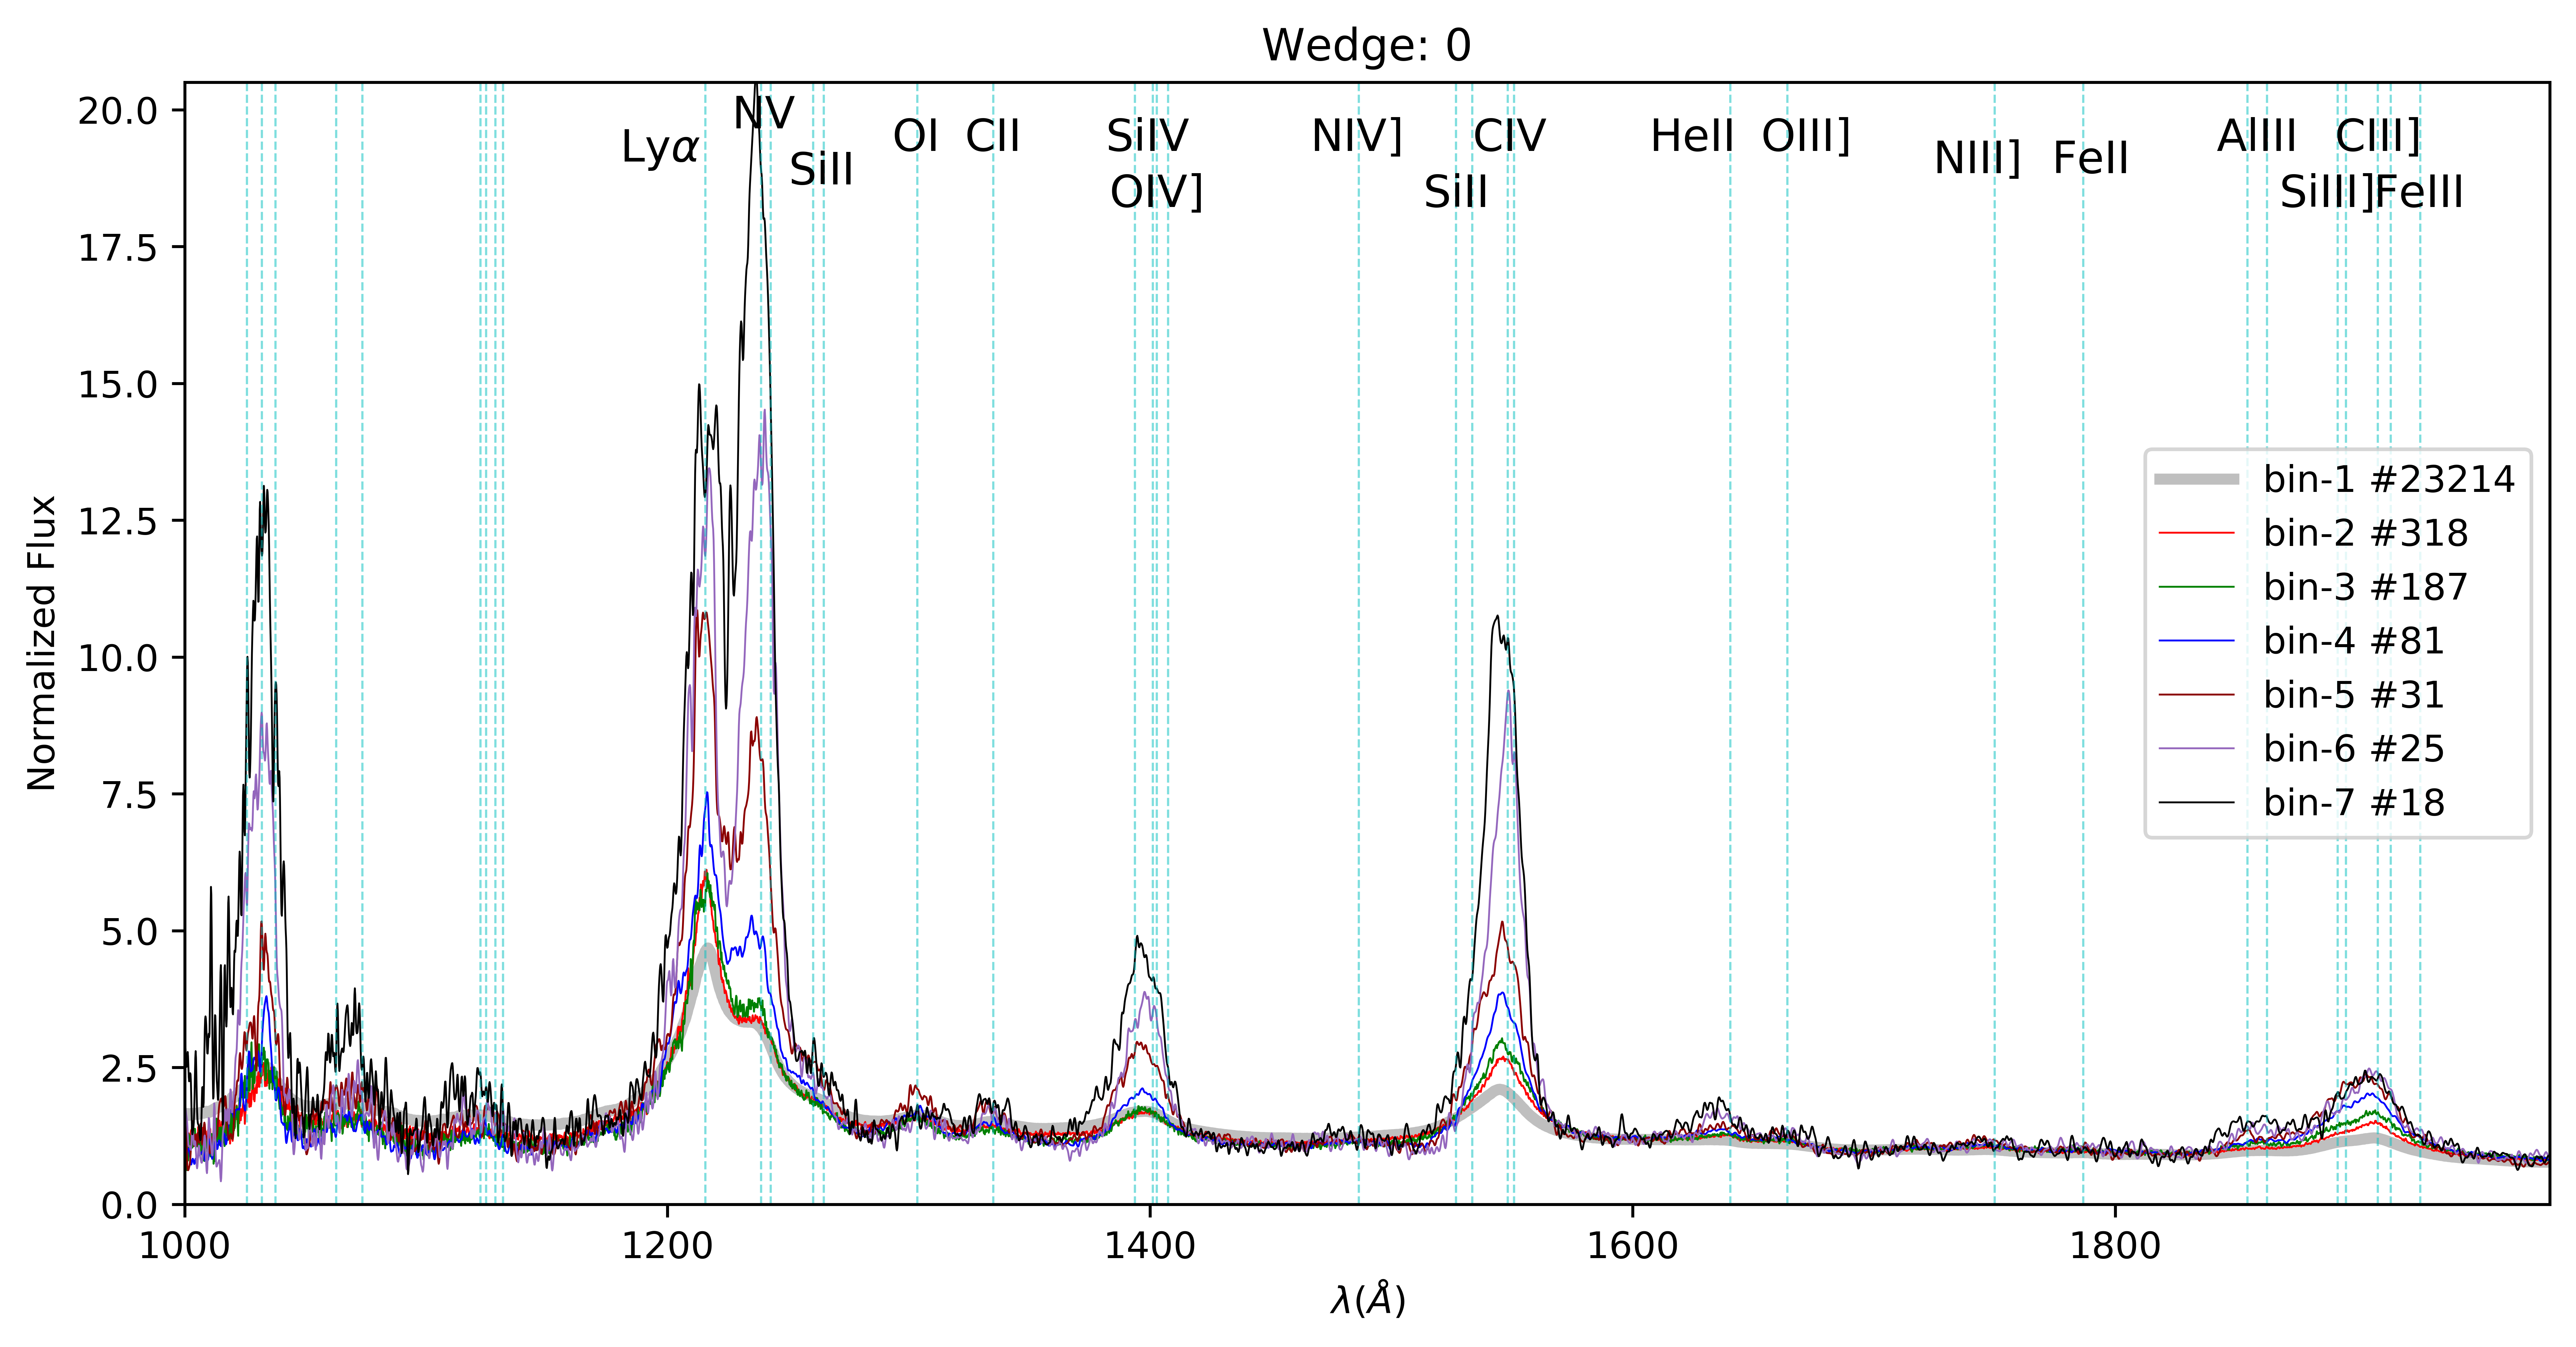 Wedge: 0
Normalized Flux
20.0
17.5
15.0
12.5
10.0
7.5
5.0
2.5
0.0
NV
Lyα
SiII
OI CII
SiIV
OIV]
NIV]
CIV
SiII
HeII OIII]
NIII] FeII
AlIII CIII]
SiIII] FeIII
bin-1 #23214
bin-2 #318
bin-3 #187
bin-4 #81
bin-5 #31
bin-6 #25
bin-7 #18
1000 1200 1400 1600 1800
λ(Å)